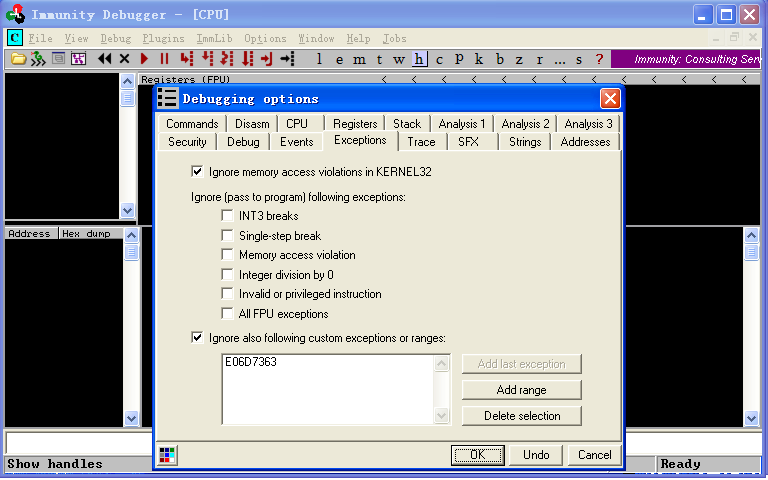 Immunity Debugger - [CPU]
C File View Debug Plugins ImmLib Options Window Help Jobs
l e m t w h c p k b z r ... s ? Immunity: Consulting Serv
Registers (FPU) < < < < < < < < < < <
Debugging options
Commands Disasm CPU Registers Stack Analysis 1 Analysis 2 Analysis 3
Security Debug Events Exceptions Trace SFX Strings Addresses
Ignore memory access violations in KERNEL32
Ignore (pass to program) following exceptions:
INT3 breaks
Single-step break
Address Hex dump
Memory access violation
Integer division by 0
Invalid or privileged instruction
All FPU exceptions
Ignore also following custom exceptions or ranges:
E06D7363
Add last exception
Add range
Delete selection
OK Undo Cancel
Show handles Ready